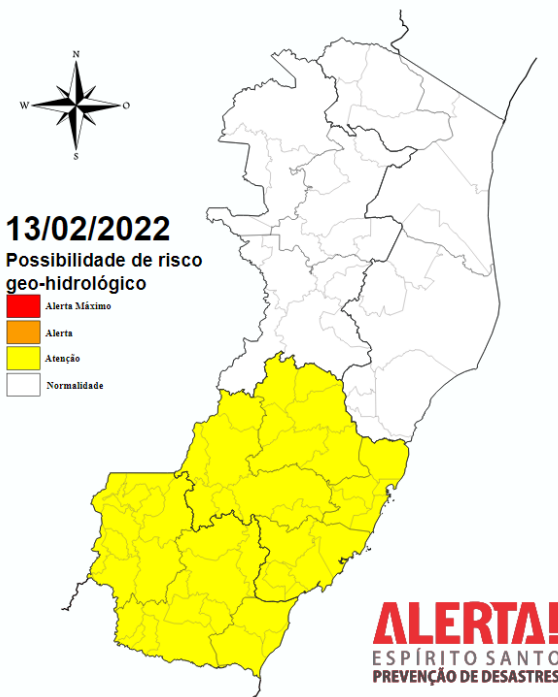 N
W O
S
13/02/2022
Possibilidade de risco
geo-hidrológico
Alerta Máximo
Alerta
Atenção
Normalidade
ALERTA!
ESPÍRITO SANTO
PREVENÇÃO DE DESASTRES